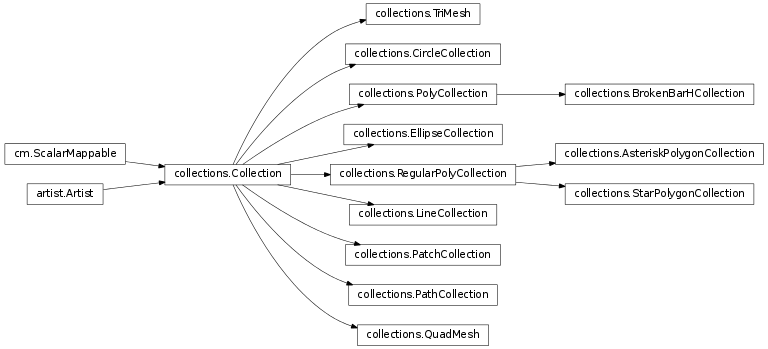 collections.TriMesh
collections.CircleCollection
collections.PolyCollection
collections.BrokenBarHCollection
collections.EllipseCollection
cm.ScalarMappable
collections.AsteriskPolygonCollection
collections.Collection
collections.RegularPolyCollection
artist.Artist
collections.StarPolygonCollection
collections.LineCollection
collections.PatchCollection
collections.PathCollection
collections.QuadMesh